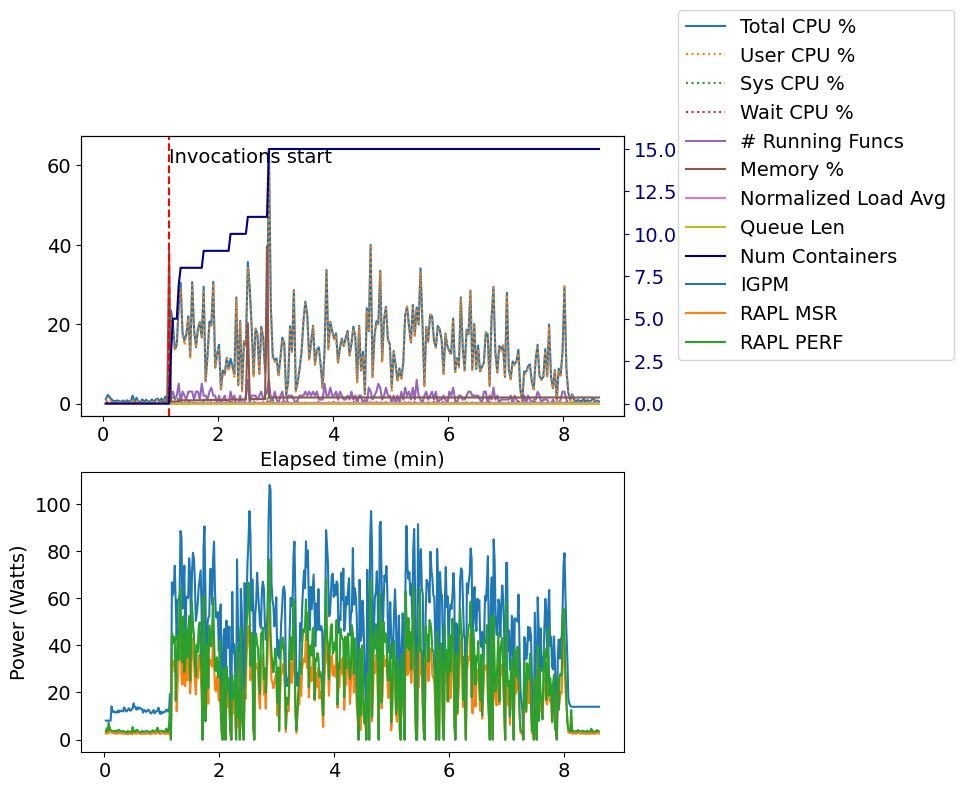 Total CPU %
User CPU %
Sys CPU %
Wait CPU %
# Running Funcs
Memory %
Normalized Load Avg
Queue Len
Num Containers
IGPM
RAPL MSR
RAPL PERF
Invocations start
60
40
20
0
15.0
12.5
10.0
7.5
5.0
2.5
0.0
0 2 4 6 8
Elapsed time (min)
Power (Watts)
100
80
60
40
20
0
0 2 4 6 8